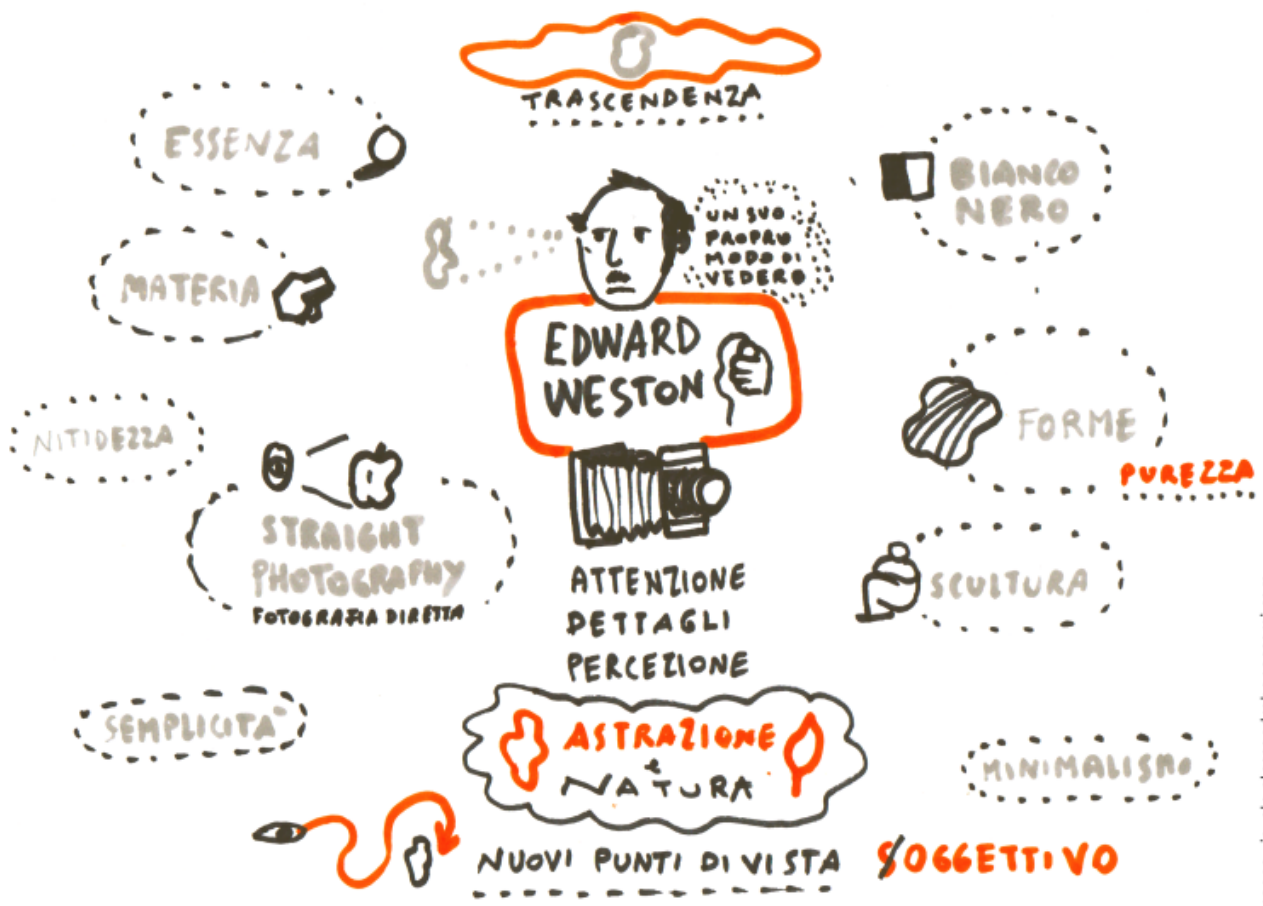 TRASCENDENZA
ESSENZA
BIANCO
NERO
UN SUO
PROPRIO
MODO DI
VEDERE
MATERIA
EDWARD
WESTON
NITIDEZZA
FORME
PUREZZA
STRAIGHT
PHOTOGRAPHY
FOTOGRAFIA DIRETTA
ATTENZIONE
DETTAGLI
PERCEZIONE
SCULTURA
SEMPLICITÀ
ASTRAZIONE
e
NATURA
MINIMALISMO
NUOVI PUNTI DI VISTA
S/OGGETTIVO